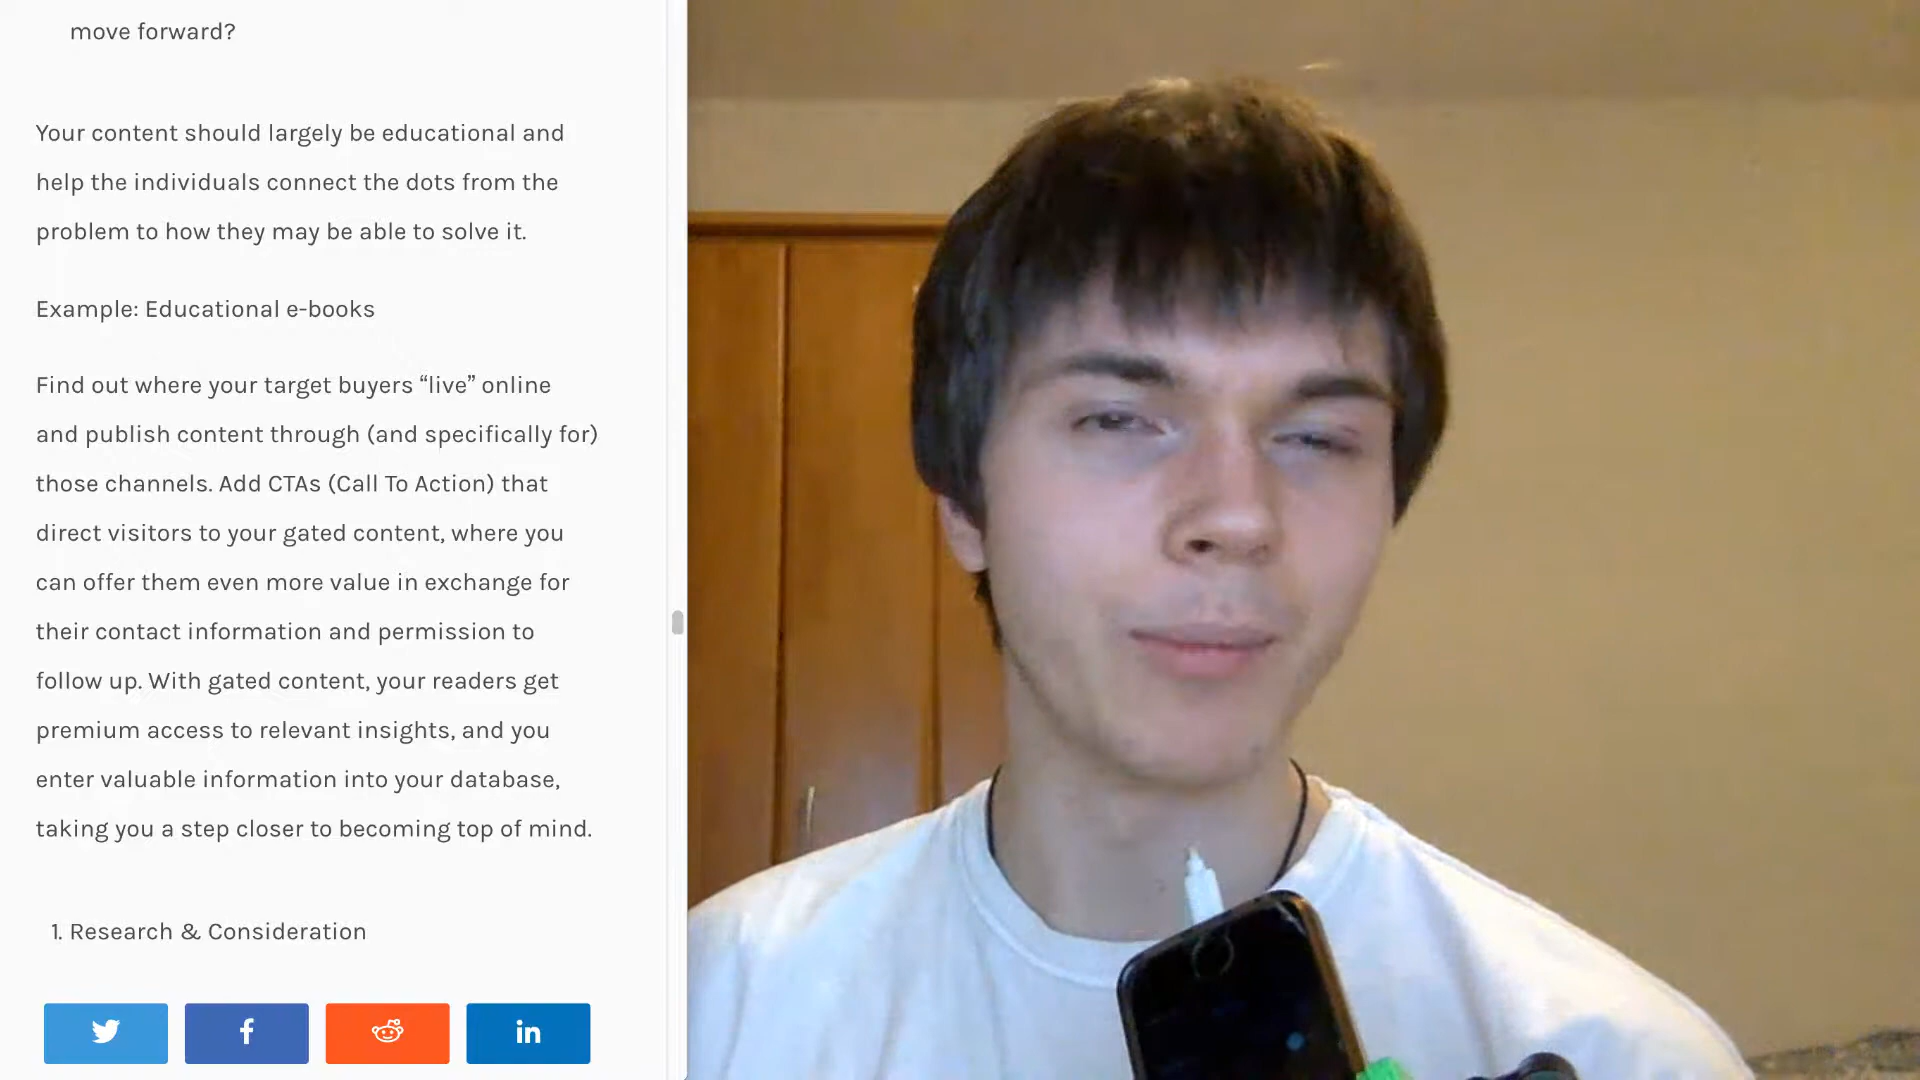 move forward?
Your content should largely be educational and
help the individuals connect the dots from the
problem to how they may be able to solve it.
Example: Educational e-books
Find out where your target buyers “live” online
and publish content through (and specifically for)
those channels. Add CTAs (Call To Action) that
direct visitors to your gated content, where you
can offer them even more value in exchange for
their contact information and permission to
follow up. With gated content, your readers get
premium access to relevant insights, and you
enter valuable information into your database,
taking you a step closer to becoming top of mind.
1. Research & Consideration
f
in